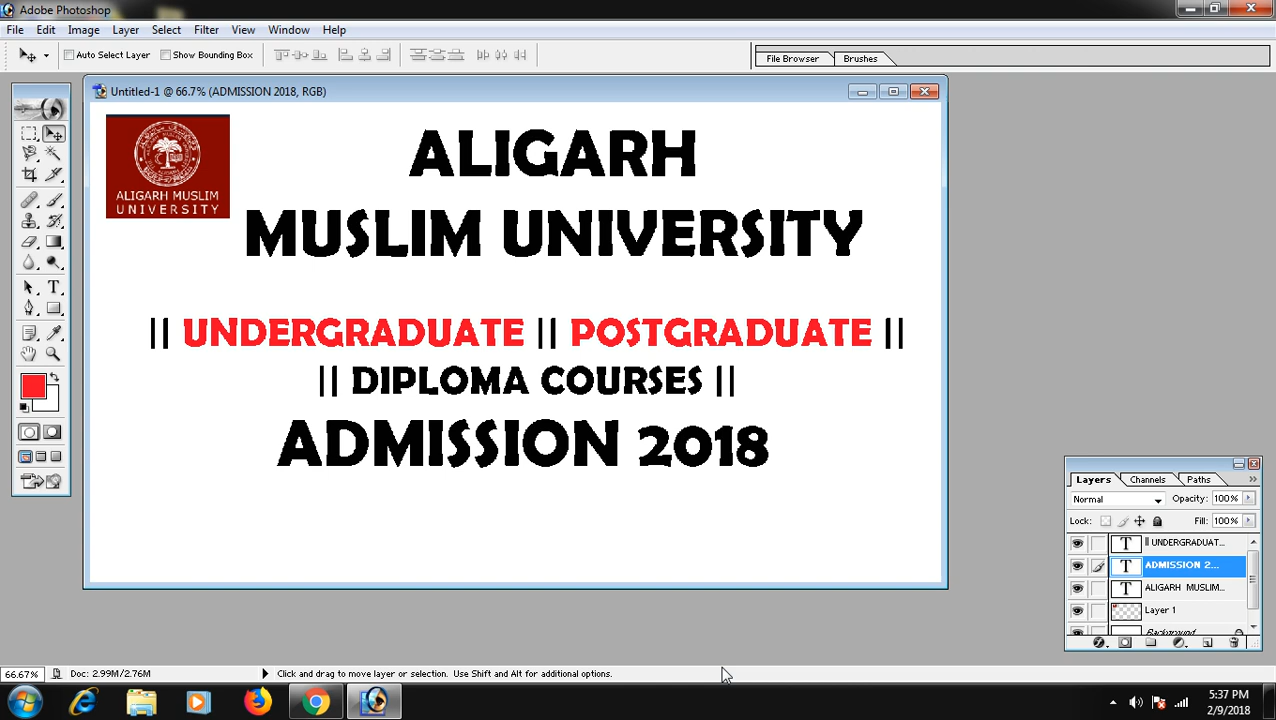 Adobe Photoshop
File Edit Image Layer Select Filter View Window Help
Auto Select Layer Show Bounding Box
File Browser Brushes
Untitled-1 @ 66.7% (ADMISSION 2018, RGB)
ALIGARH MUSLIM
UNIVERSITY
ALIGARH
MUSLIM UNIVERSITY
|| UNDERGRADUATE || POSTGRADUATE ||
|| DIPLOMA COURSES ||
ADMISSION 2018
Layers Channels Paths
Normal Opacity: 100%
Lock: Fill: 100%
T || UNDERGRADUAT...
T ADMISSION 2...
T ALIGARH MUSLIM...
Layer 1
Background
66.67% Doc: 2.99M/2.76M Click and drag to move layer or selection. Use Shift and Alt for additional options.
5:37 PM
2/9/2018